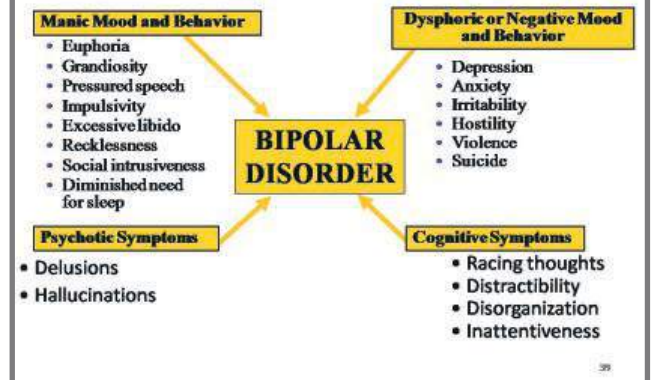 Manic Mood and Behavior
• Euphoria
• Grandiosity
• Pressured speech
• Impulsivity
• Excessive libido
• Recklessness
• Social intrusiveness
• Diminished need
for sleep
Dysphoric or Negative Mood
and Behavior
• Depression
• Anxiety
• Irritability
• Hostility
• Violence
• Suicide
BIPOLAR
DISORDER
Psychotic Symptoms
• Delusions
• Hallucinations
Cognitive Symptoms
• Racing thoughts
• Distractibility
• Disorganization
• Inattentiveness
39